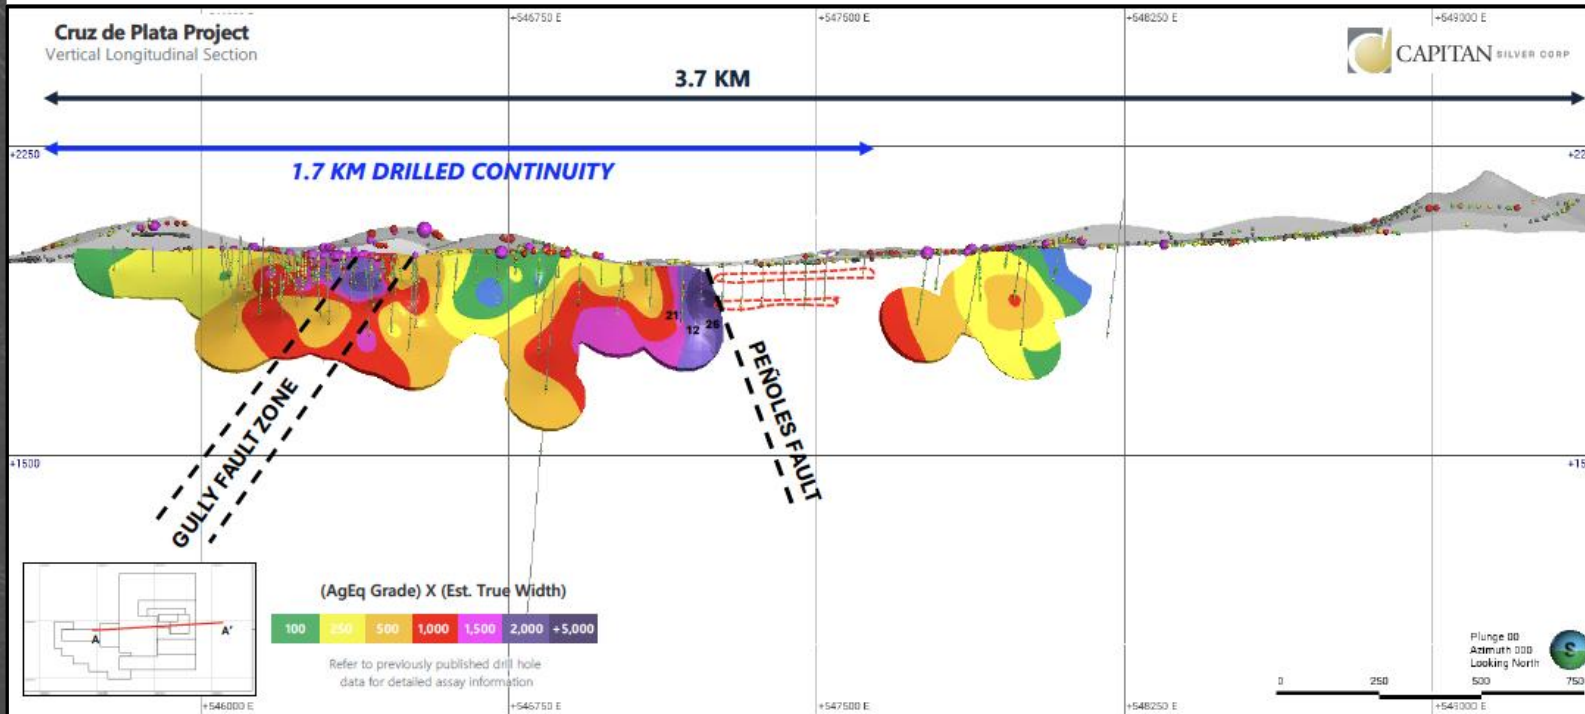 +546750 E
+547500 E
+548250 E
+549000 E
Cruz de Plata Project
Vertical Longitudinal Section
CAPITAN SILVER CORP
3.7 KM
+2250
1.7 KM DRILLED CONTINUITY
21
12
26
PEÑOLES FAULT
GULLY FAULT ZONE
+1500
(AgEq Grade) X (Est. True Width)
100 250 500 1,000 1,500 2,000 +5,000
Refer to previously published drill hole
data for detailed assay information
A
A'
Plunge 00
Azimuth 000
Looking North
S
0 250 500 750
+546000 E
+546750 E
+547500 E
+548250 E
+549000 E